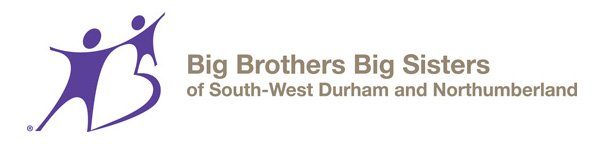 Big Brothers Big Sisters
of South-West Durham and Northumberland
®